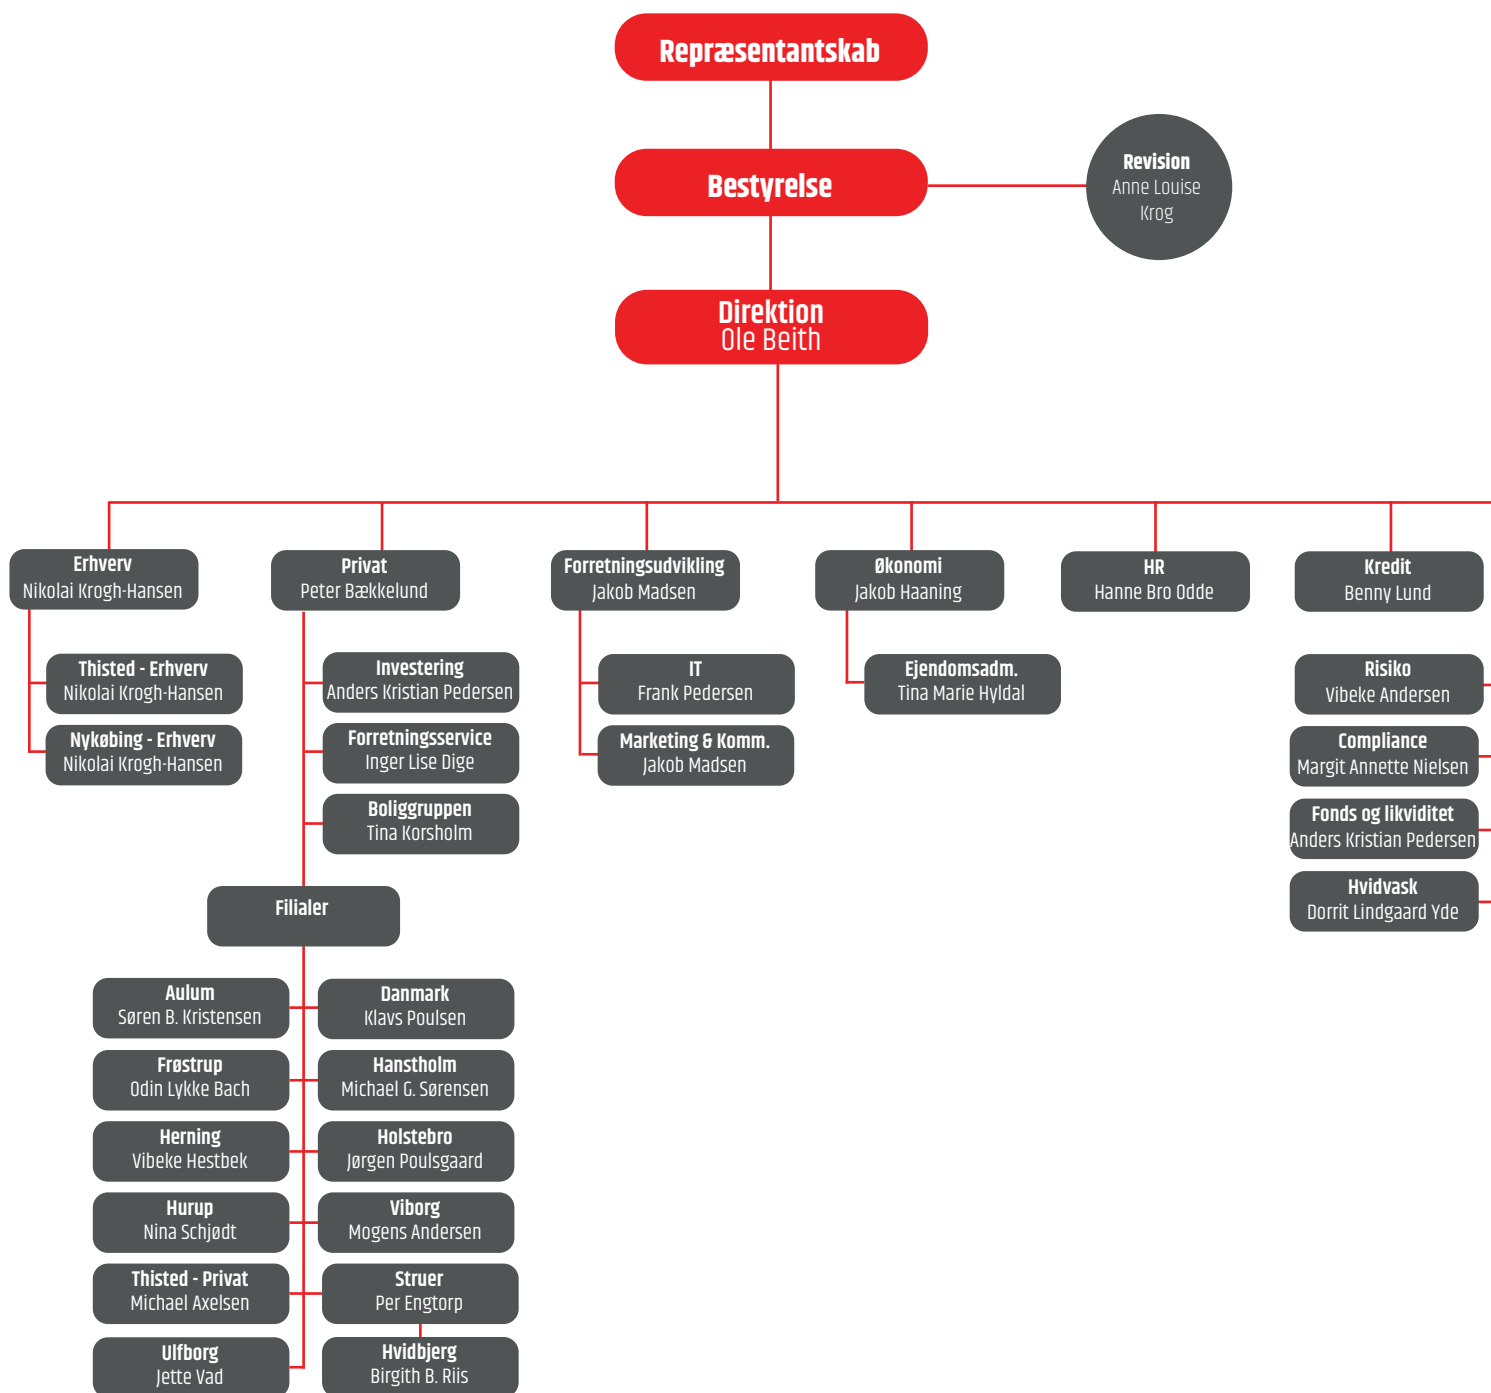 Repræsentantskab
Bestyrelse
Revision
Anne Louise
Krog
Direktion
Ole Beith
Erhverv
Nikolai Krogh-Hansen
Privat
Peter Bækkelund
Forretningsudvikling
Jakob Madsen
Økonomi
Jakob Haaning
HR
Hanne Bro Odde
Kredit
Benny Lund
Thisted - Erhverv
Nikolai Krogh-Hansen
Nykøbing - Erhverv
Nikolai Krogh-Hansen
Investering
Anders Kristian Pedersen
Forretningsservice
Inger Lise Dige
Boliggruppen
Tina Korsholm
IT
Frank Pedersen
Marketing & Komm.
Jakob Madsen
Ejendomsadm.
Tina Marie Hyldal
Risiko
Vibeke Andersen
Compliance
Margit Annette Nielsen
Fonds og likviditet
Anders Kristian Pedersen
Hvidvask
Dorrit Lindgaard Yde
Filialer
Aulum
Søren B. Kristensen
Danmark
Klavs Poulsen
Frøstrup
Odin Lykke Bach
Hanstholm
Michael G. Sørensen
Herning
Vibeke Hestbek
Holstebro
Jørgen Poulsgaard
Hurup
Nina Schjødt
Viborg
Mogens Andersen
Thisted - Privat
Michael Axelsen
Struer
Per Engtorp
Ulfborg
Jette Vad
Hvidbjerg
Birgith B. Riis